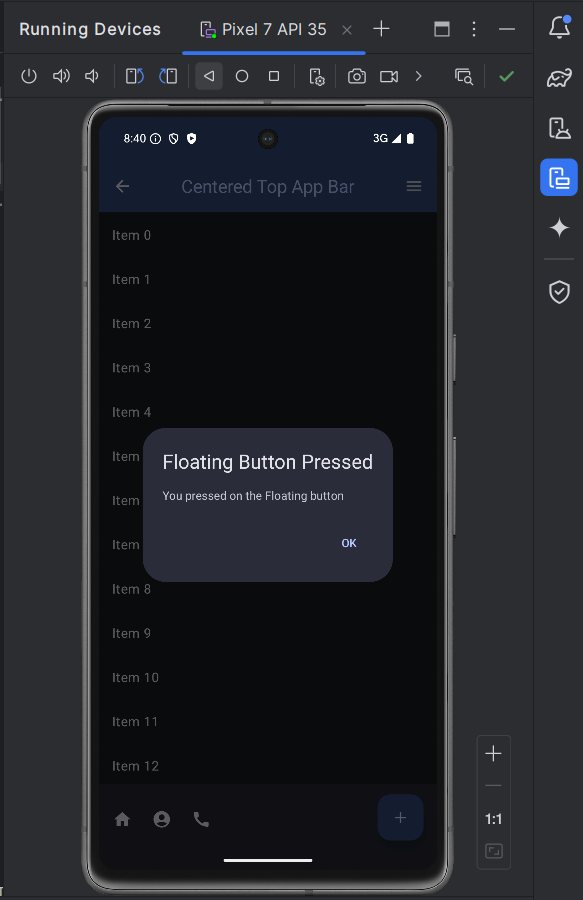 Running Devices
Pixel 7 API 35
8:40
3G
Centered Top App Bar
Item 0
Item 1
Item 2
Item 3
Item 4
Item
Item
Item
Floating Button Pressed
You pressed on the Floating button
OK
Item 8
Item 9
Item 10
Item 11
Item 12
1:1